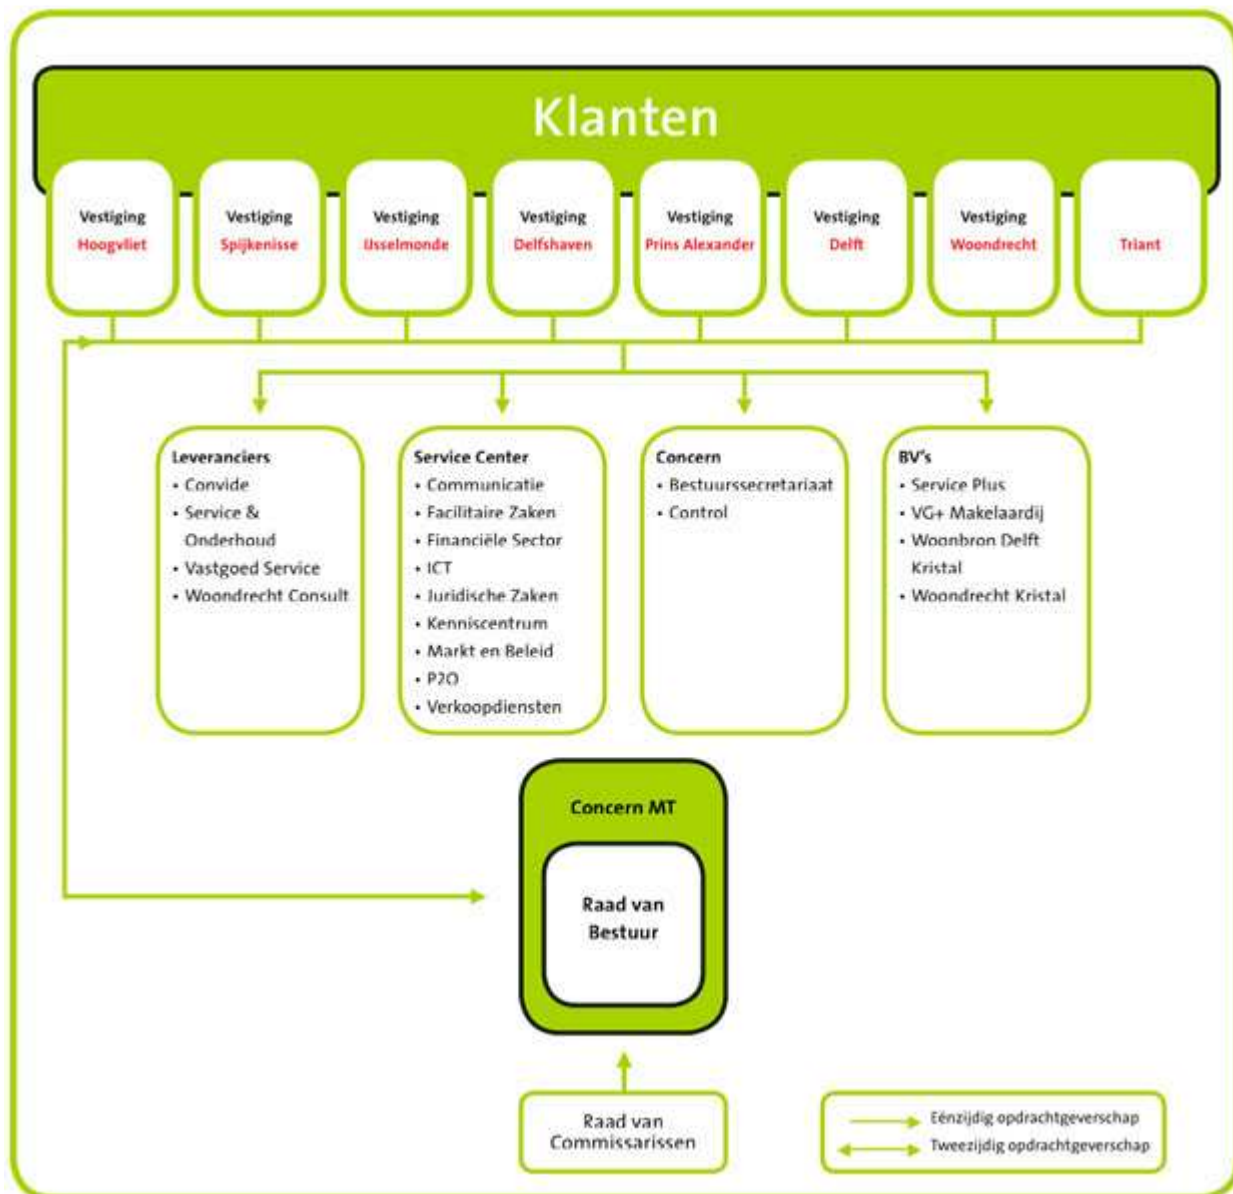 Klanten
Vestiging
Hoogvliet
Vestiging
Spijkenisse
Vestiging
IJsselmonde
Vestiging
Delfshaven
Vestiging
Prins Alexander
Vestiging
Delft
Vestiging
Woondrecht
Triant
Leveranciers
• Convide
• Service &
Onderhoud
• Vastgoed Service
• Woondrecht Consult
Service Center
• Communicatie
• Facilitaire Zaken
• Financiële Sector
• ICT
• Juridische Zaken
• Kenniscentrum
• Markt en Beleid
• P2O
• Verkoopdiensten
Concern
• Bestuurssecretariaat
• Control
BV's
• Service Plus
• VG+ Makelaardij
• Woonbron Delft
Kristal
• Woondrecht Kristal
Concern MT
Raad van
Bestuur
Raad van
Commissarissen
Eénzijdig opdrachtgeverschap
Tweezijdig opdrachtgeverschap